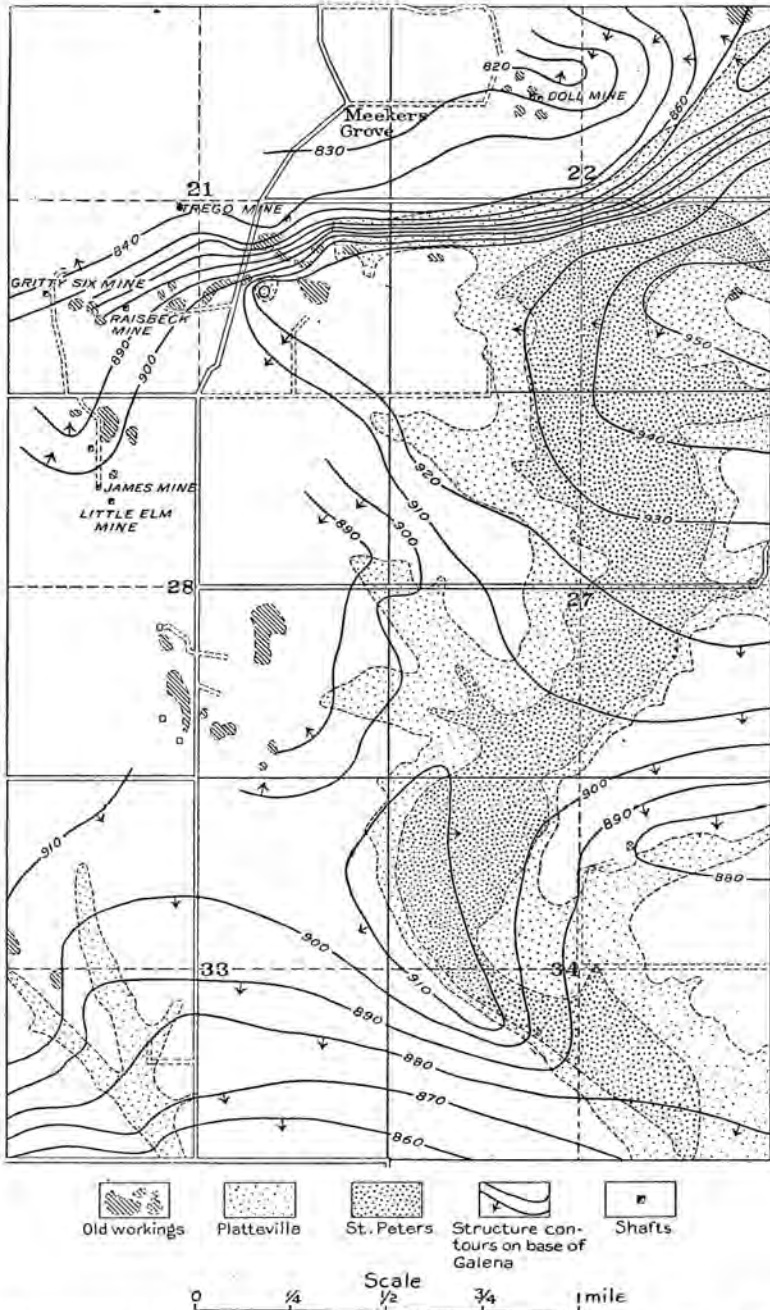 820
DOLL MINE
860
Meekers
Grove
830
22
21
TREGO MINE
840
GRITTY SIX MINE
RAISBECK
MINE
890
900
950
940
920
JAMES MINE
LITTLE ELM
MINE
910
900
890
930
28
27
900
890
910
880
900
33
34
910
890
880
870
860
Old workings
Platteville
St. Peters
Structure con-
tours on base of
Galena
Shafts
Scale
0
1/4
1/2
3/4
1 mile